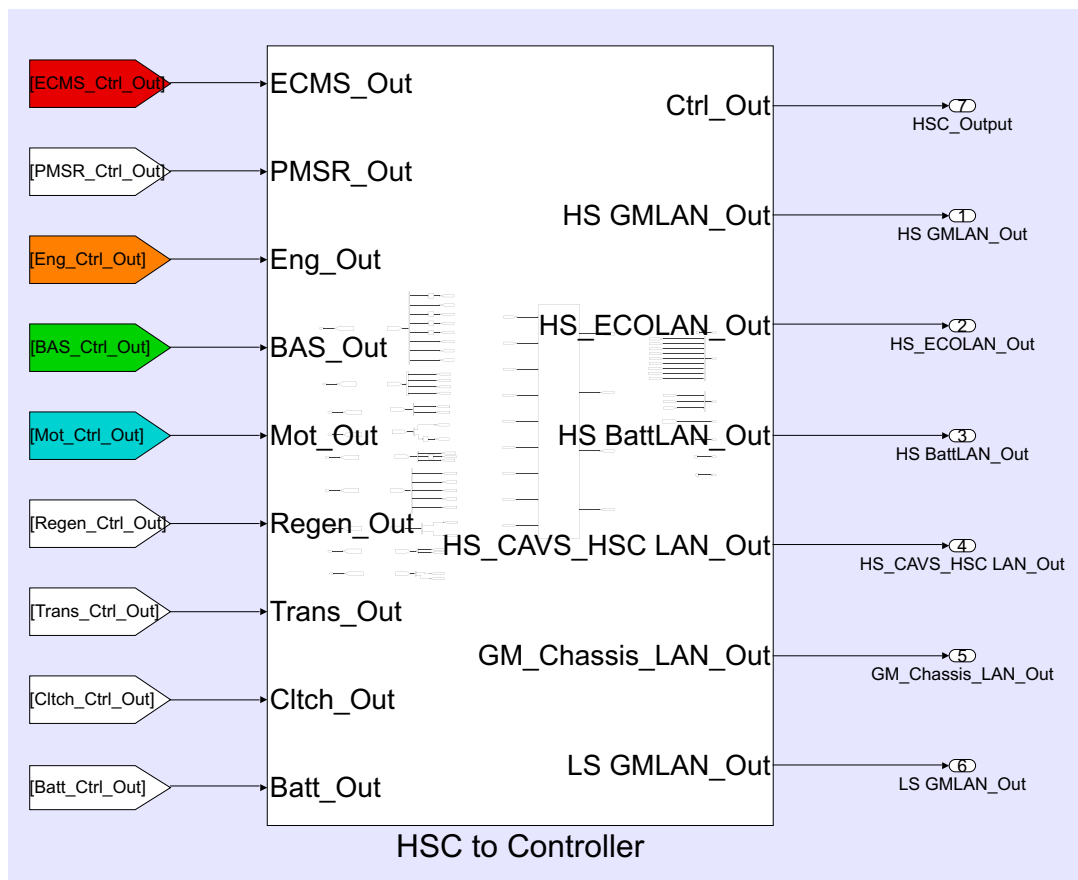 [ECMS_Ctrl_Out]
[PMSR_Ctrl_Out]
[Eng_Ctrl_Out]
[BAS_Ctrl_Out]
[Mot_Ctrl_Out]
[Regen_Ctrl_Out]
[Trans_Ctrl_Out]
[Cltch_Ctrl_Out]
[Batt_Ctrl_Out]
ECMS_Out
PMSR_Out
Eng_Out
BAS_Out
Mot_Out
Regen_Out
Trans_Out
Cltch_Out
Batt_Out
Ctrl_Out
HS GMLAN_Out
HS_ECOLAN_Out
HS BattLAN_Out
HS_CAVS_HSC LAN_Out
GM_Chassis_LAN_Out
LS GMLAN_Out
7
HSC_Output
1
HS GMLAN_Out
2
HS_ECOLAN_Out
3
HS BattLAN_Out
4
HS_CAVS_HSC LAN_Out
5
GM_Chassis_LAN_Out
6
LS GMLAN_Out
HSC to Controller